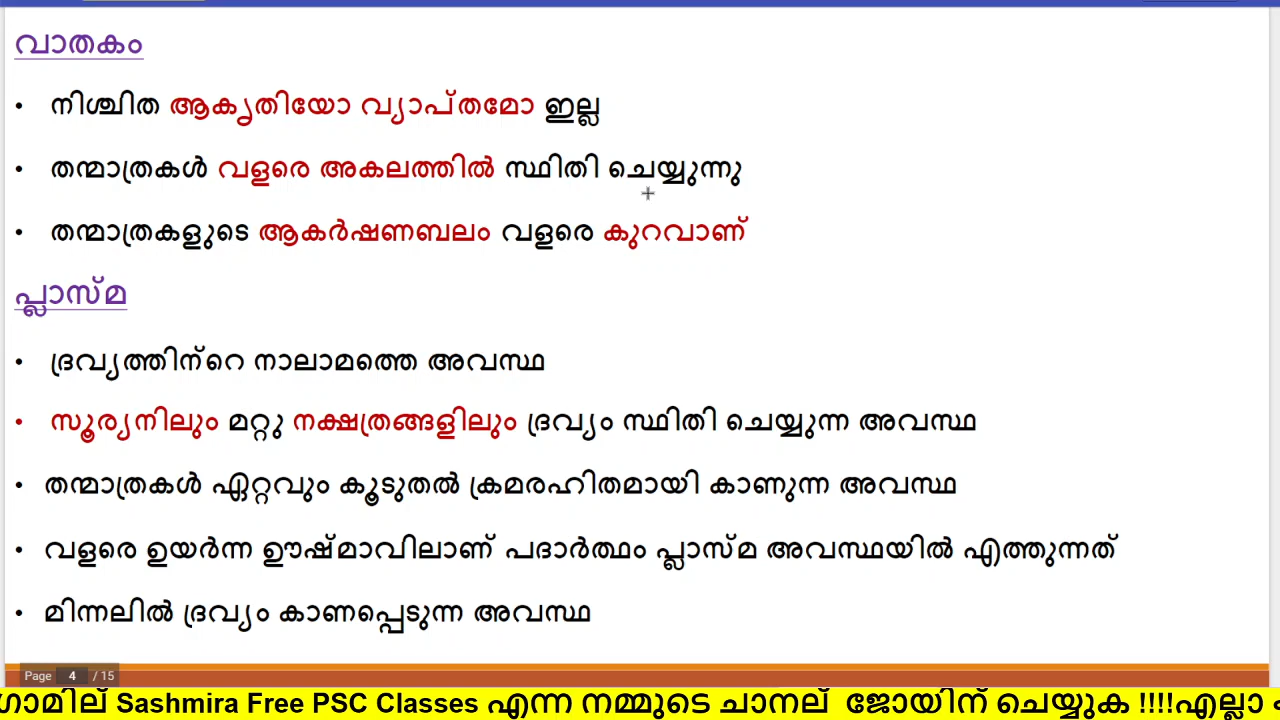 വാതകം
• നിശ്ചിത ആകൃതിയോ വ്യാപ്തമോ ഇല്ല
• തന്മാത്രകൾ വളരെ അകലത്തിൽ സ്ഥിതി ചെയ്യുന്നു
• തന്മാത്രകളുടെ ആകർഷണബലം വളരെ കുറവാണ്
പ്ലാസ്മ
• ദ്രവ്യത്തിന്റെ നാലാമത്തെ അവസ്ഥ
• സൂര്യനിലും മറ്റു നക്ഷത്രങ്ങളിലും ദ്രവ്യം സ്ഥിതി ചെയ്യുന്ന അവസ്ഥ
• തന്മാത്രകൾ ഏറ്റവും കൂടുതൽ ക്രമരഹിതമായി കാണുന്ന അവസ്ഥ
• വളരെ ഉയർന്ന ഊഷ്മാവിലാണ് പദാർത്ഥം പ്ലാസ്മ അവസ്ഥയിൽ എത്തുന്നത്
• മിന്നലിൽ ദ്രവ്യം കാണപ്പെടുന്ന അവസ്ഥ
Page 4 / 15
ഗാമില് Sashmira Free PSC Classes എന്ന നമ്മുടെ ചാനല് ജോയിന് ചെയ്യുക !!!!എല്ലാ